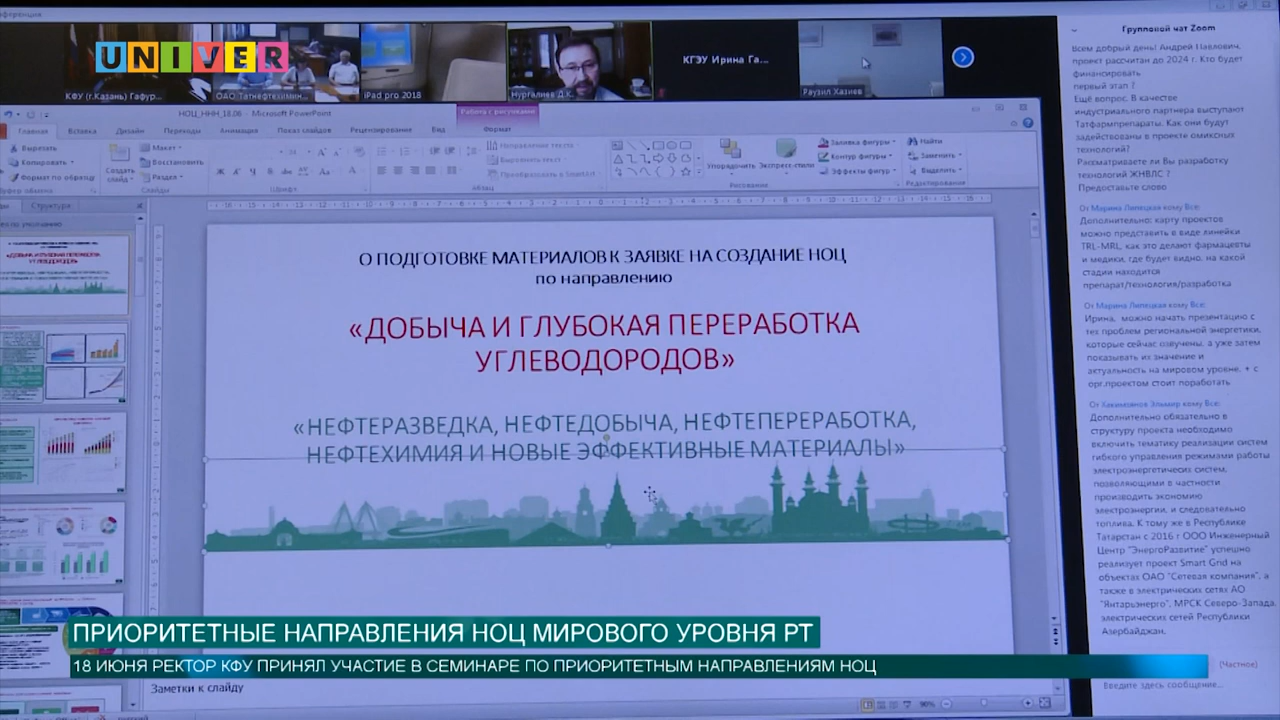 конференция
UNIVER
КФУ (г.Казань) Гафур...
ОАО Татнефтехимин...
iPad pro 2018
Нургалиев Д.К.
КГЭУ Ирина Га...
Раузил Хазиев
НОЦ_ННН_18.06 - Microsoft PowerPoint
Работа с рисунками
Главная
Вставка
Дизайн
Переходы
Анимация
Показ слайдов
Рецензирование
Вид
Формат
Вырезать
Копировать
Формат по образцу
буфер обмена
Создать
слайд
Макет
Восстановить
Раздел
Слайды
Шрифт
Направление текста
Выровнять текст
Преобразовать в SmartArt
Абзац
Упорядочить
Экспресс-стили
Заливка фигуры
Контур фигуры
Эффекты фигур
Рисование
Найти
Заменить
Выделить
Редактирование
Структура
О ПОДГОТОВКЕ МАТЕРИАЛОВ К ЗАЯВКЕ НА СОЗДАНИЕ НОЦ
по направлению
«ДОБЫЧА И ГЛУБОКАЯ ПЕРЕРАБОТКА
УГЛЕВОДОРОДОВ»
«НЕФТЕРАЗВЕДКА, НЕФТЕДОБЫЧА, НЕФТЕПЕРЕРАБОТКА,
НЕФТЕХИМИЯ И НОВЫЕ ЭФФЕКТИВНЫЕ МАТЕРИАЛЫ»
Заметки к слайду
90%
Групповой чат Zoom
Всем добрый день! Андрей Павлович,
проект рассчитан до 2024 г. Кто будет
финансировать
первый этап ?
Ещё вопрос. В качестве
индустриального партнера выступают
Татфармпрепараты. Как они будут
задействованы в проекте омиксных
технологий?
Рассматриваете ли Вы разработку
технологий ЖНВЛС ?
Предоставьте слово
От Марина Липецкая кому Все:
Дополнительно: карту проектов
можно представить в виде линейки
TRL-MRL, как это делают фармацевты
и медики, где будет видно, на какой
стадии находится
препарат/технология/разработка
От Марина Липецкая кому Все:
Ирина, можно начать презентацию с
тех проблем региональной энергетики,
которые сейчас озвучены, а уже затем
показывать их значение и
актуальность на мировом уровне. + с
орг.проектом стоит поработать
От Хакимзянов Эльмир кому Все:
Дополнительно обязательно в
структуру проекта необходимо
включить тематику реализации систем
гибкого управления режимами работы
электроэнергетических систем,
позволяющими в частности
производить экономию
электроэнергии, и следовательно
топлива. К тому же в Республике
Татарстан с 2016 г ООО Инженерный
Центр "ЭнергоРазвитие" успешно
реализует проект Smart Grid на
объектах ОАО "Сетевая компания", а
также в электрических сетях АО
"Янтарьэнерго", МРСК Северо-Запада,
электрических сетей Республики
Азербайджан.
(Частное)
Введите здесь сообщение...
ПРИОРИТЕТНЫЕ НАПРАВЛЕНИЯ НОЦ МИРОВОГО УРОВНЯ РТ
18 ИЮНЯ РЕКТОР КФУ ПРИНЯЛ УЧАСТИЕ В СЕМИНАРЕ ПО ПРИОРИТЕТНЫМ НАПРАВЛЕНИЯМ НОЦ